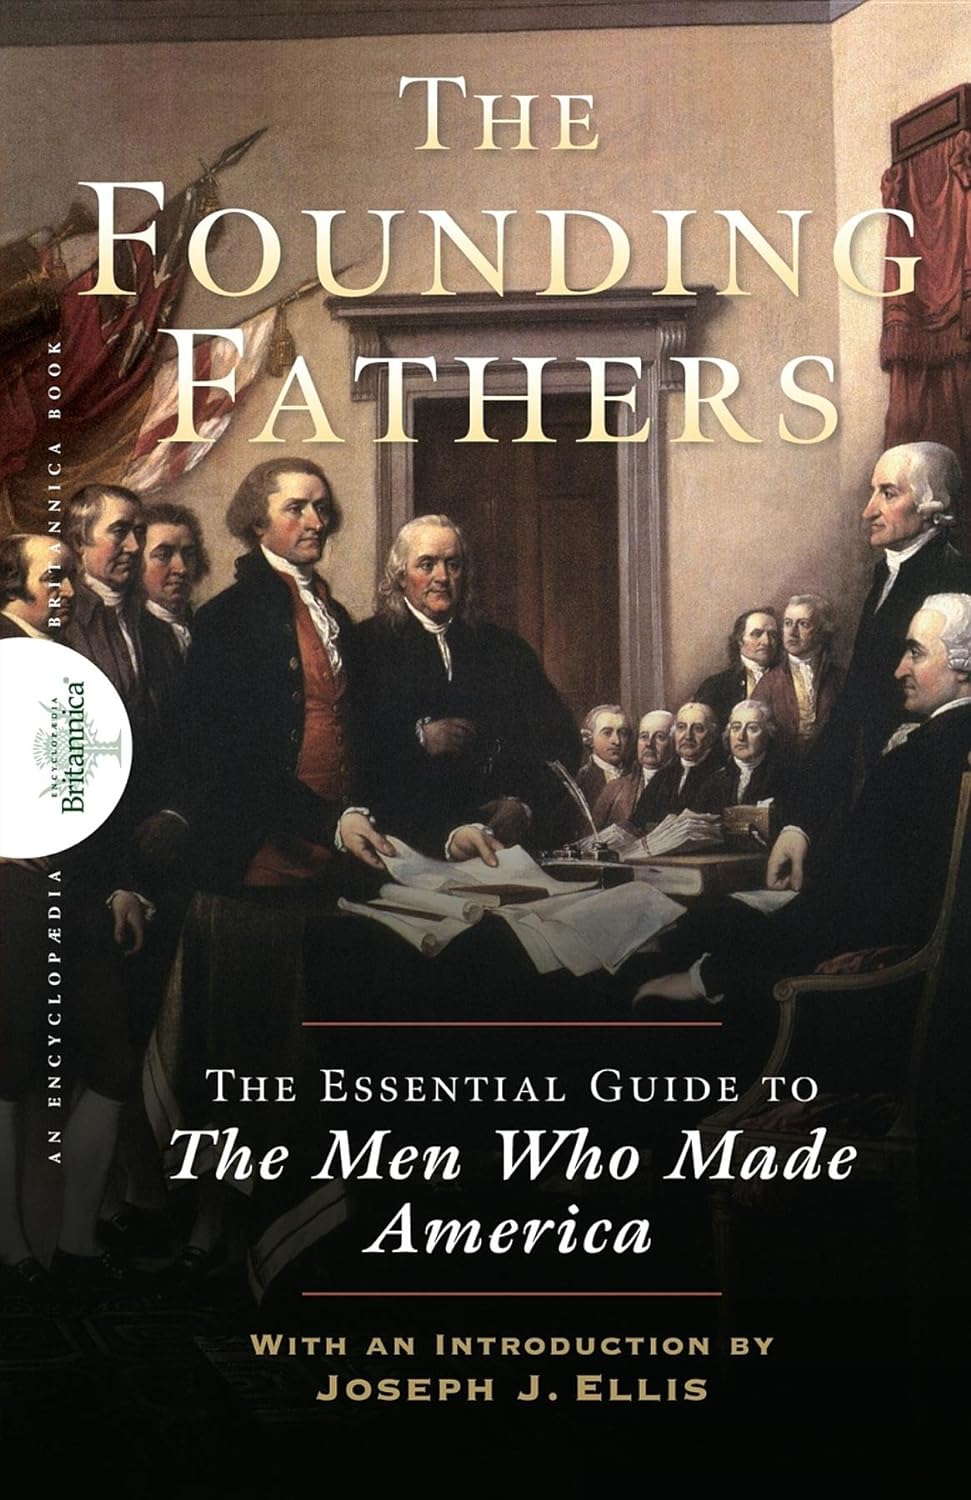 THE
FOUNDING
FATHERS
AN ENCYCLOPÆDIA BRITANNICA BOOK
ENCYCLOPÆDIA
Britannica®
THE ESSENTIAL GUIDE TO
The Men Who Made
America
WITH AN INTRODUCTION BY
JOSEPH J. ELLIS